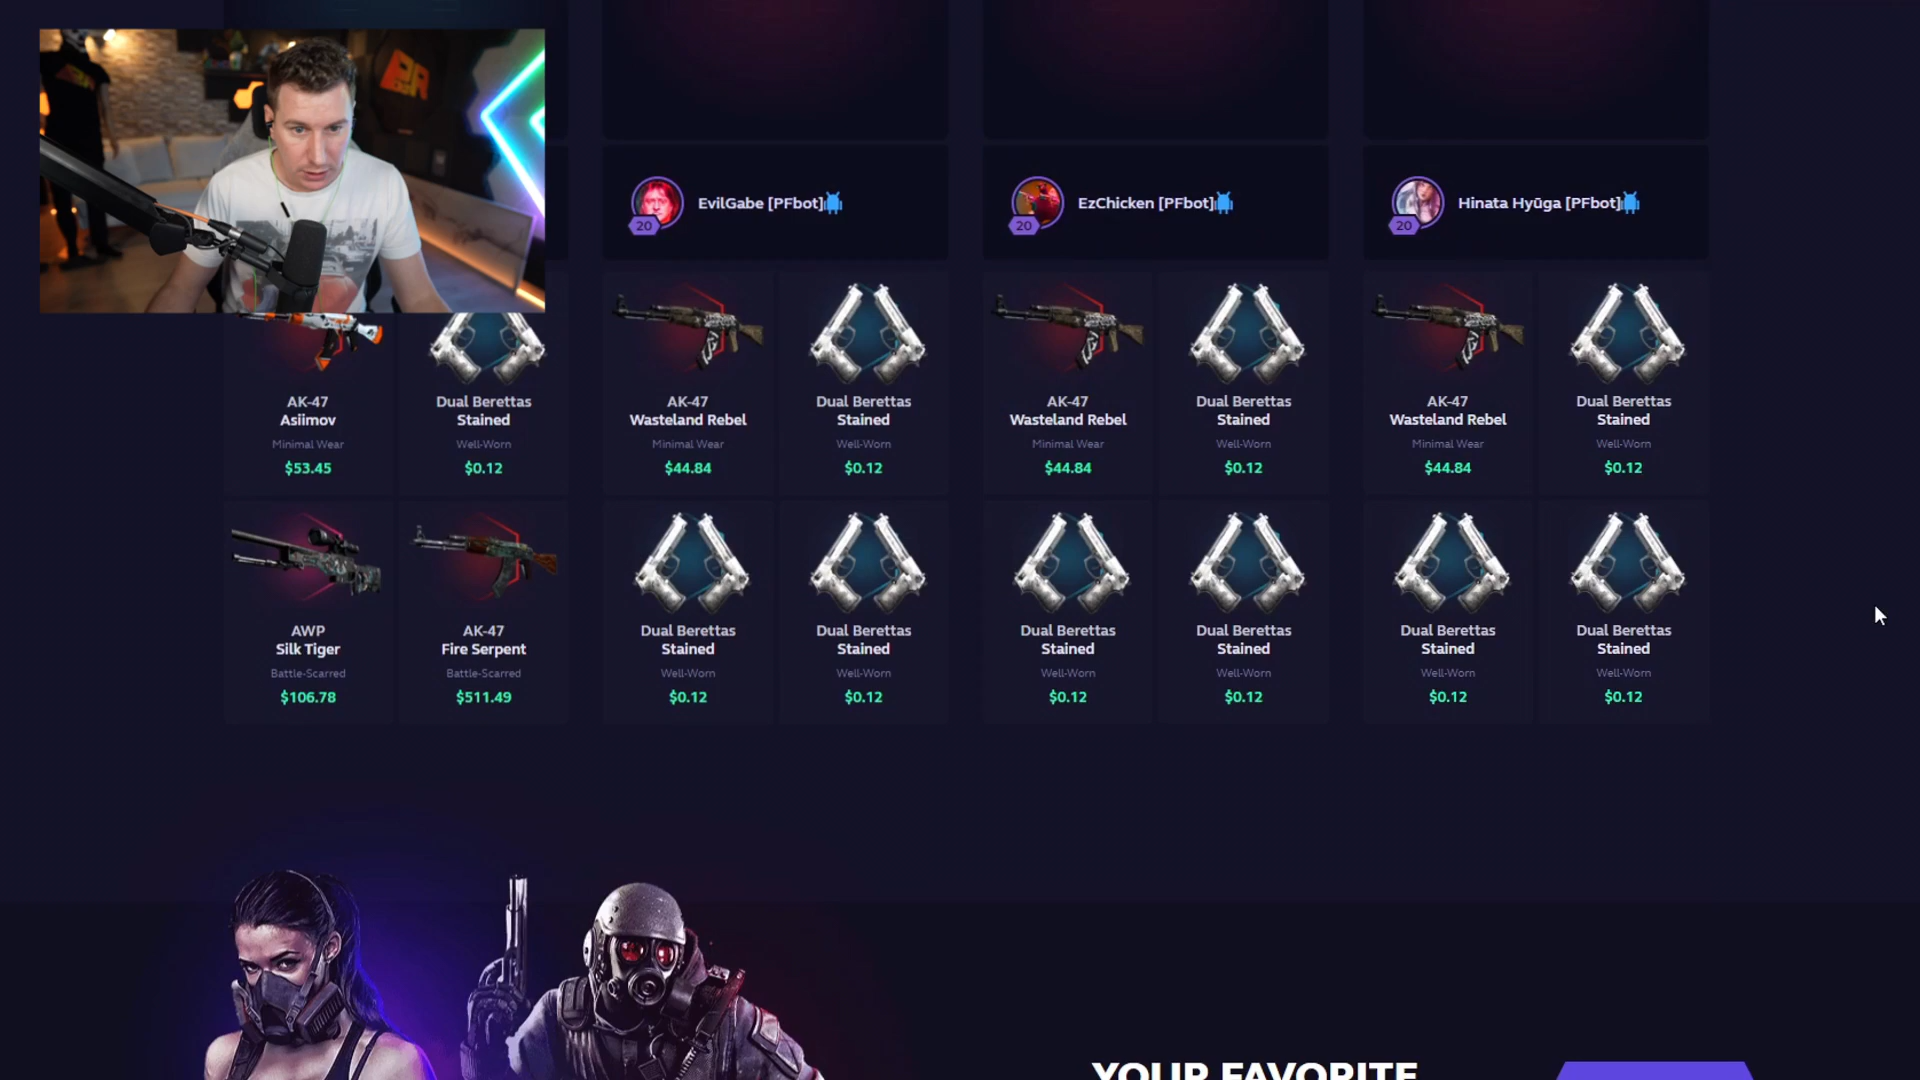 EvilGabe [PFbot]
20
EzChicken [PFbot]
20
Hinata Hyūga [PFbot]
20
AK-47
Asiimov
Minimal Wear
$53.45
Dual Berettas
Stained
Well-Worn
$0.12
AK-47
Wasteland Rebel
Minimal Wear
$44.84
Dual Berettas
Stained
Well-Worn
$0.12
AK-47
Wasteland Rebel
Minimal Wear
$44.84
Dual Berettas
Stained
Well-Worn
$0.12
AK-47
Wasteland Rebel
Minimal Wear
$44.84
Dual Berettas
Stained
Well-Worn
$0.12
AWP
Silk Tiger
Battle-Scarred
$106.78
AK-47
Fire Serpent
Battle-Scarred
$511.49
Dual Berettas
Stained
Well-Worn
$0.12
Dual Berettas
Stained
Well-Worn
$0.12
Dual Berettas
Stained
Well-Worn
$0.12
Dual Berettas
Stained
Well-Worn
$0.12
Dual Berettas
Stained
Well-Worn
$0.12
Dual Berettas
Stained
Well-Worn
$0.12
YOUR FAVORITE